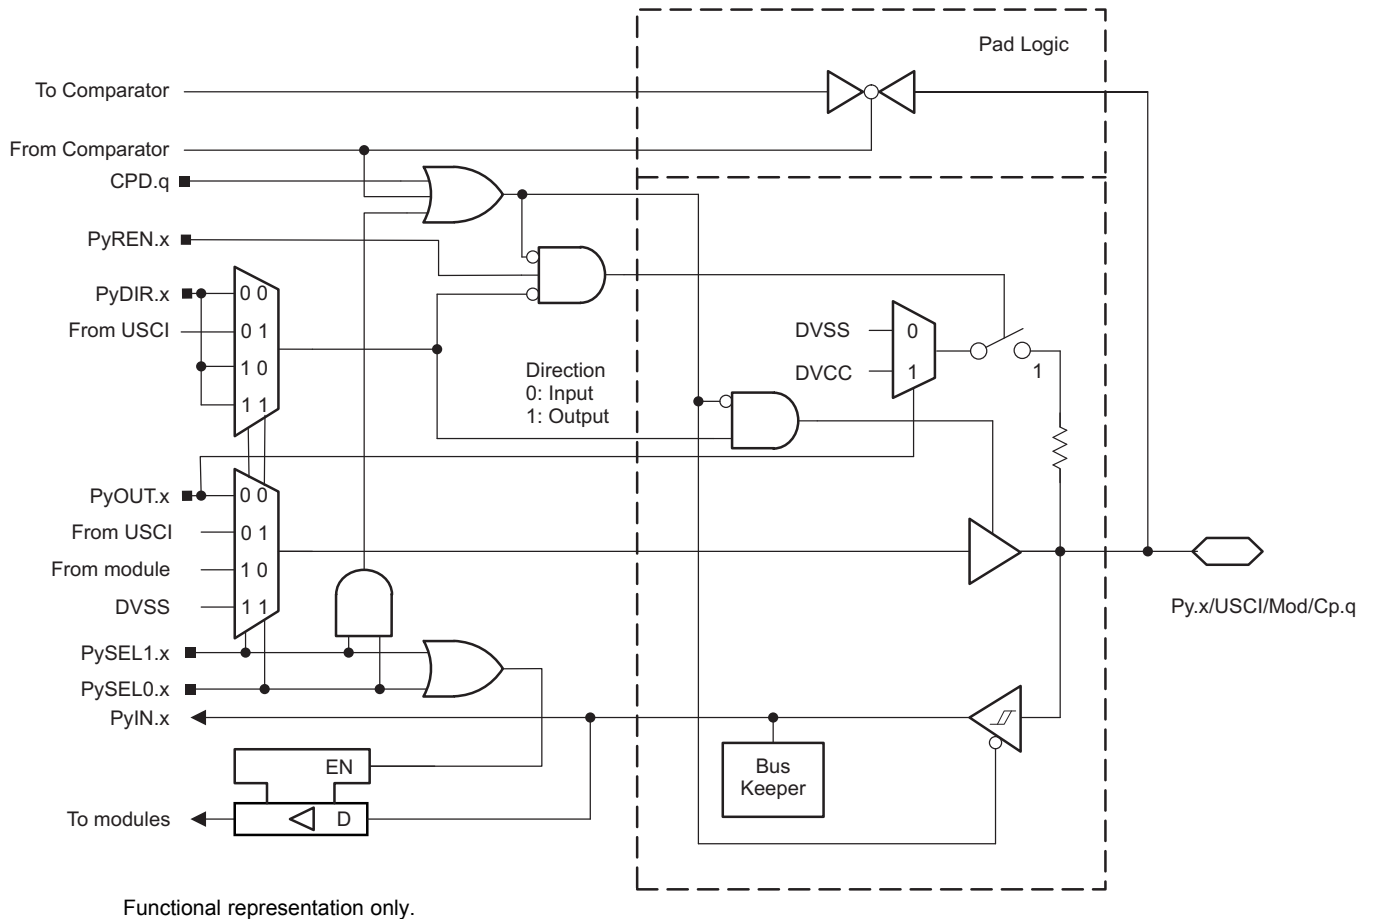 Pad Logic
To Comparator
From Comparator
CPD.q
PyREN.x
PyDIR.x
0 0
From USCI
0 1
1 0
1 1
Direction
0: Input
1: Output
DVSS
0
DVCC
1
1
PyOUT.x
0 0
From USCI
0 1
From module
1 0
DVSS
1 1
Py.x/USCI/Mod/Cp.q
PySEL1.x
PySEL0.x
PyIN.x
EN
Bus
Keeper
To modules
D
Functional representation only.